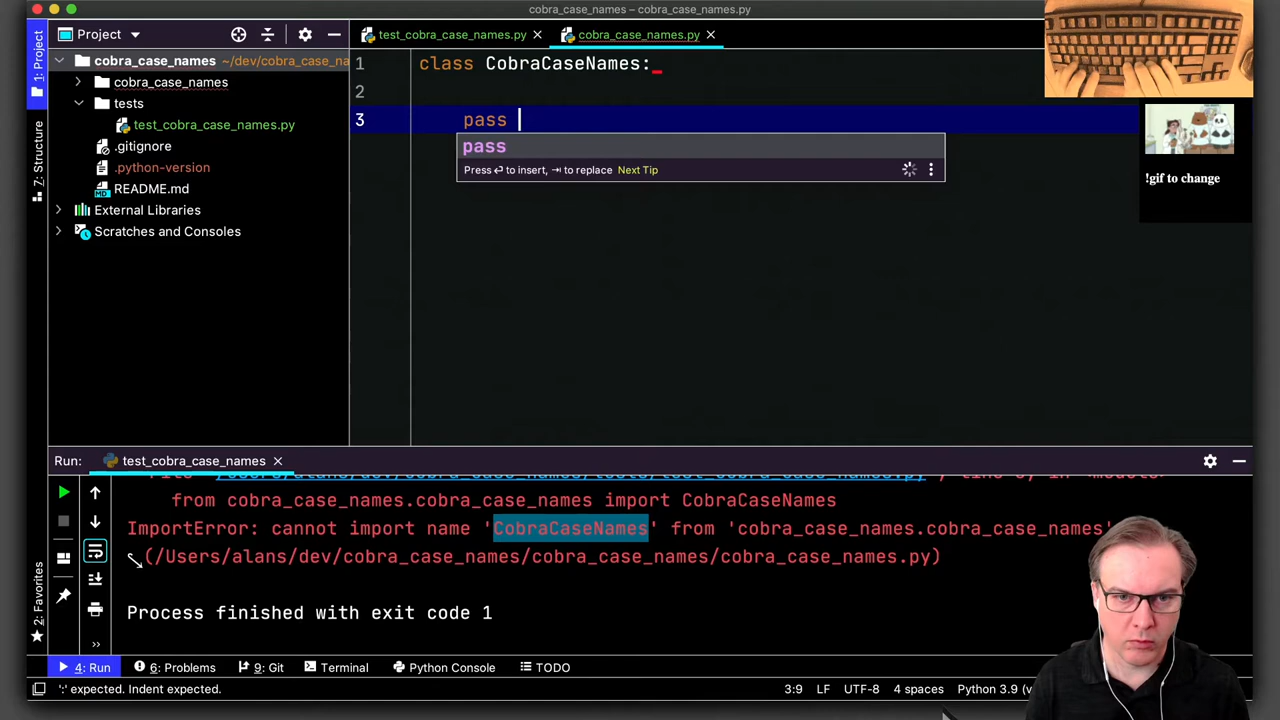 cobra_case_names – cobra_case_names.py
1: Project
Project
test_cobra_case_names.py
cobra_case_names.py
cobra_case_names ~/dev/cobra_case_na
cobra_case_names
tests
test_cobra_case_names.py
.gitignore
.python-version
README.md
External Libraries
Scratches and Consoles
7: Structure
2: Favorites
1 class CobraCaseNames:
2
3 pass
pass
Press ⏎ to insert, ⇥ to replace Next Tip
!gif to change
Run: test_cobra_case_names
from cobra_case_names.cobra_case_names import CobraCaseNames
ImportError: cannot import name 'CobraCaseNames' from 'cobra_case_names.cobra_case_names'
(/Users/alans/dev/cobra_case_names/cobra_case_names/cobra_case_names.py)
Process finished with exit code 1
4: Run
6: Problems
9: Git
Terminal
Python Console
TODO
':' expected. Indent expected.
3:9 LF UTF-8 4 spaces Python 3.9 (v